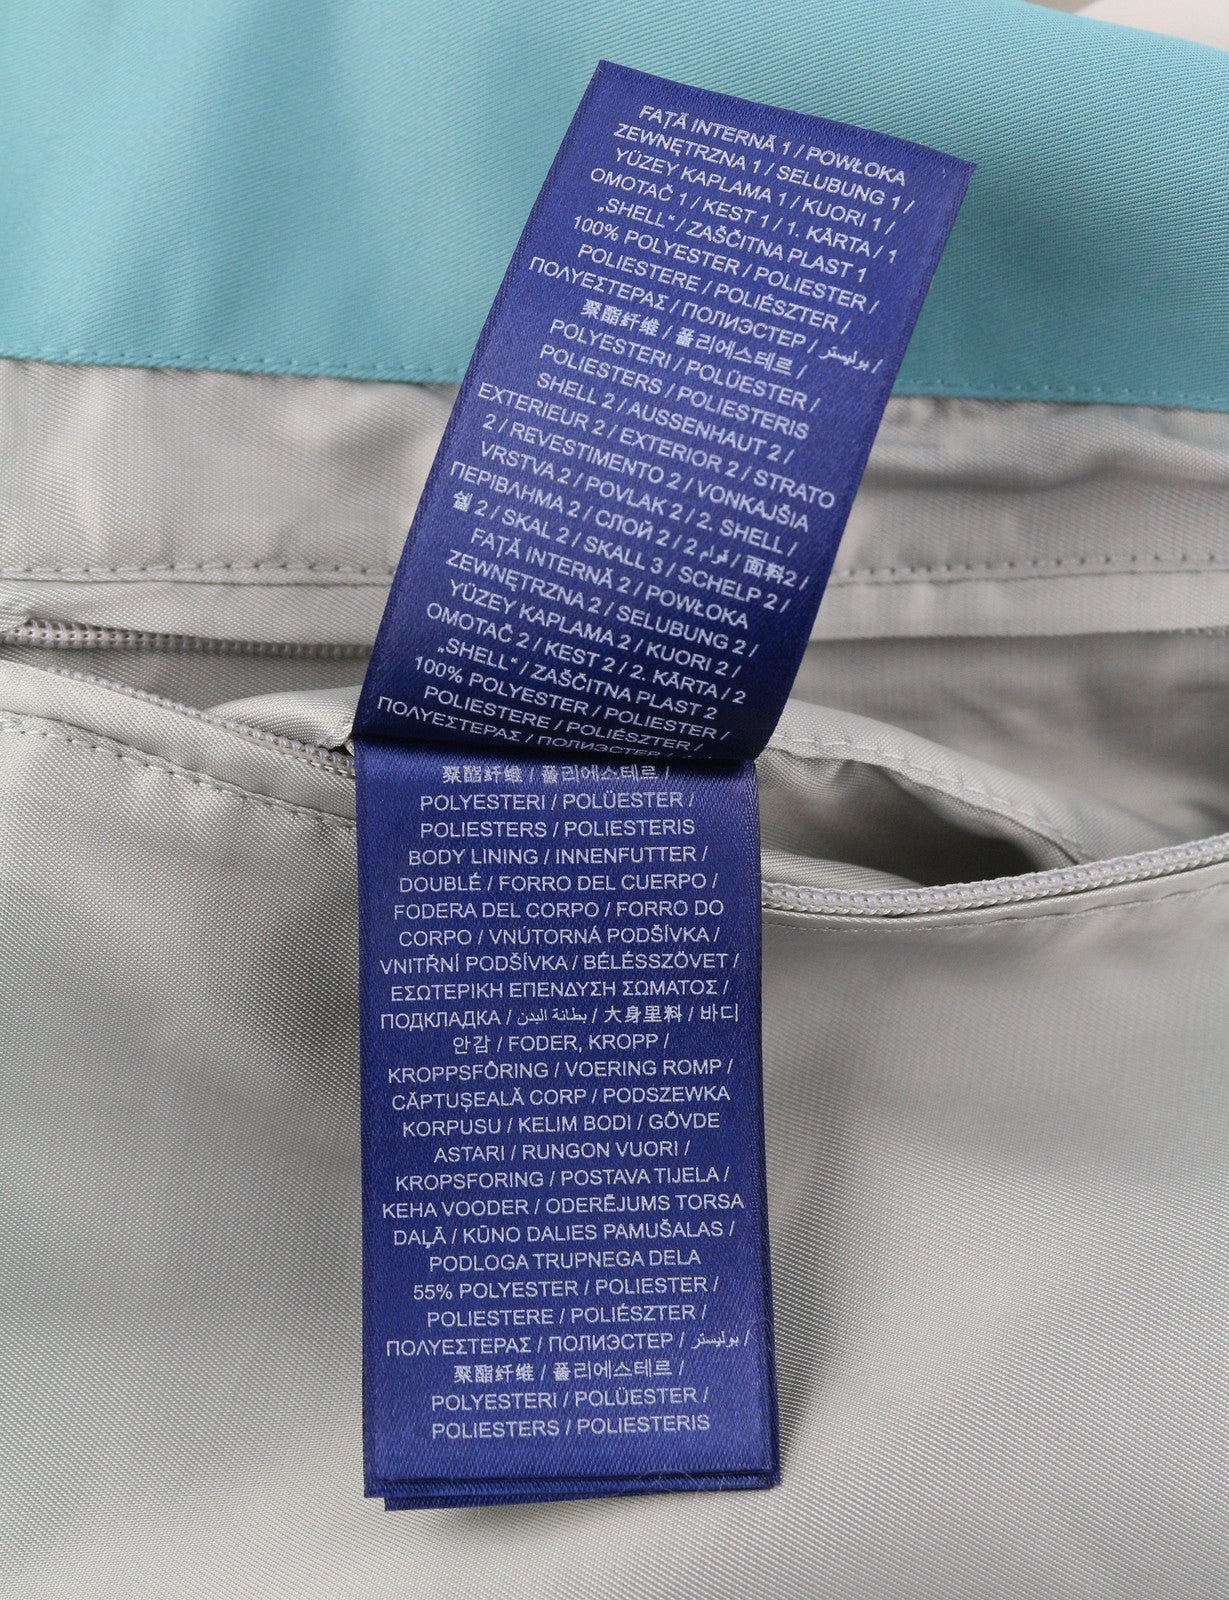 FAȚĂ INTERNĂ 1 / POWŁOKA
ZEWNĘTRZNA 1 / SELUBUNG 1 /
YÜZEY KAPLAMA 1 / KUORI 1 /
OMOTAČ 1 / KEST 1 / 1. KĀRTA / 1
„SHELL“ / ZAŠČITNA PLAST 1
100% POLYESTER / POLIESTER /
POLIESTERE / POLIÉSZTER /
ΠΟΛΥΕΣΤΕΡΑΣ / ПОЛИЭСТЕР / بوليستر /
聚酯纤维 / 폴리에스테르 /
POLYESTERI / POLÜESTER /
POLIESTERS / POLIESTERIS
SHELL 2 / AUSSENHAUT 2 /
EXTERIEUR 2 / EXTERIOR 2 / STRATO
2 / REVESTIMENTO 2 / VONKAJŠIA
VRSTVA 2 / POVLAK 2 / 2. SHELL /
ΠΕΡΙΒΛΗΜΑ 2 / СЛОЙ 2 / 2 قوام / 面料2 /
쉘 2 / SKAL 2 / SKALL 3 / SCHELP 2 /
FAȚĂ INTERNĂ 2 / POWŁOKA
ZEWNĘTRZNA 2 / SELUBUNG 2 /
YÜZEY KAPLAMA 2 / KUORI 2 /
OMOTAČ 2 / KEST 2 / 2. KĀRTA / 2
„SHELL“ / ZAŠČITNA PLAST 2
100% POLYESTER / POLIESTER /
POLIESTERE / POLIÉSZTER /
ΠΟΛΥΕΣΤΕΡΑΣ / ПОЛИЭСТЕР /
聚酯纤维 / 폴리에스테르 /
POLYESTERI / POLÜESTER /
POLIESTERS / POLIESTERIS
BODY LINING / INNENFUTTER /
DOUBLÉ / FORRO DEL CUERPO /
FODERA DEL CORPO / FORRO DO
CORPO / VNÚTORNÁ PODŠÍVKA /
VNITŘNÍ PODŠÍVKA / BÉLÉSSZÖVET /
ΕΣΩΤΕΡΙΚΗ ΕΠΕΝΔΥΣΗ ΣΩΜΑΤΟΣ /
ПОДКЛАДКА / بطانة البدن / 大身里料 / 바디
안감 / FODER, KROPP /
KROPPSFÔRING / VOERING ROMP /
CĂPTUȘEALĂ CORP / PODSZEWKA
KORPUSU / KELIM BODI / GÖVDE
ASTARI / RUNGON VUORI /
KROPSFORING / POSTAVA TIJELA /
KEHA VOODER / ODERĒJUMS TORSA
DAĻĀ / KŪNO DALIES PAMUŠALAS /
PODLOGA TRUPNEGA DELA
55% POLYESTER / POLIESTER /
POLIESTERE / POLIÉSZTER /
ΠΟΛΥΕΣΤΕΡΑΣ / ПОЛИЭСТЕР / بوليستر /
聚酯纤维 / 폴리에스테르 /
POLYESTERI / POLÜESTER /
POLIESTERS / POLIESTERIS